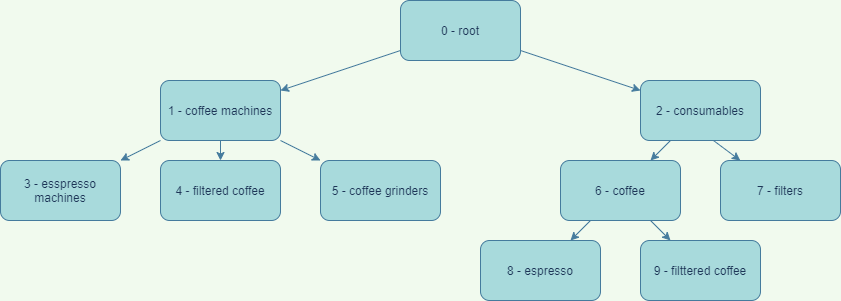 0 - root
1 - coffee machines
2 - consumables
3 - esspresso
machines
4 - filtered coffee
5 - coffee grinders
6 - coffee
7 - filters
8 - espresso
9 - filttered coffee